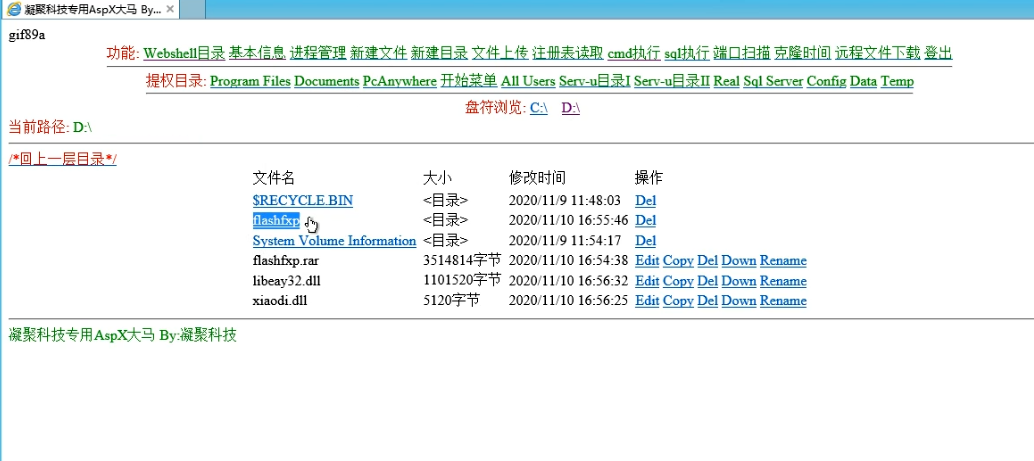 凝聚科技专用AspX大马 By...
gif89a
功能: Webshell目录 基本信息 进程管理 新建文件 新建目录 文件上传 注册表读取 cmd执行 sql执行 端口扫描 克隆时间 远程文件下载 登出
提权目录: Program Files Documents PcAnywhere 开始菜单 All Users Serv-u目录I Serv-u目录II Real Sql Server Config Data Temp
盘符浏览: C:\ D:\
当前路径: D:\
/*回上一层目录*/
文件名 大小 修改时间 操作
$RECYCLE.BIN <目录> 2020/11/9 11:48:03 Del
flashfxp <目录> 2020/11/10 16:55:46 Del
System Volume Information <目录> 2020/11/9 11:54:17 Del
flashfxp.rar 3514814字节 2020/11/10 16:54:38 Edit Copy Del Down Rename
libeay32.dll 1101520字节 2020/11/10 16:56:32 Edit Copy Del Down Rename
xiaodi.dll 5120字节 2020/11/10 16:56:25 Edit Copy Del Down Rename
凝聚科技专用AspX大马 By:凝聚科技